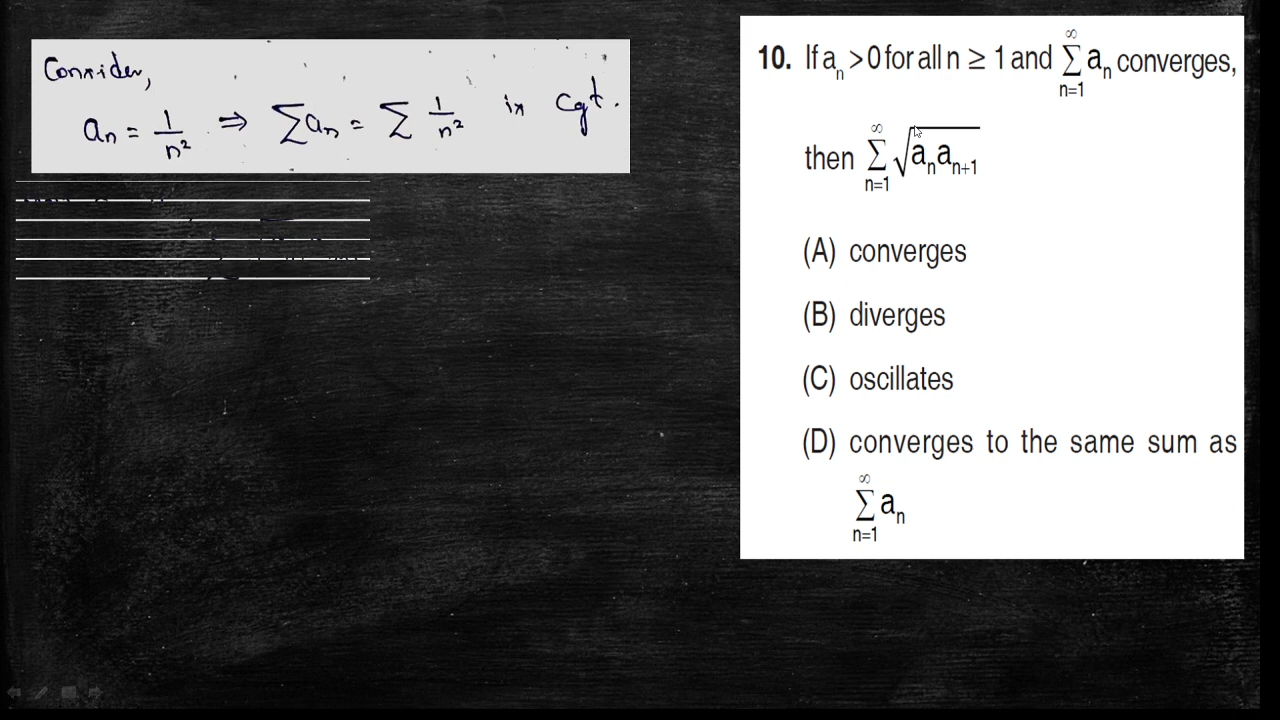 Consider,
aₙ = 1/n² ⇒ ∑aₙ = ∑ 1/n² is cgt.
10. If aₙ >0 for all n ≥ 1 and ∞∑n=1 aₙ converges,
then ∞∑n=1 √aₙaₙ₊₁
(A) converges
(B) diverges
(C) oscillates
(D) converges to the same sum as
∞∑n=1 aₙ